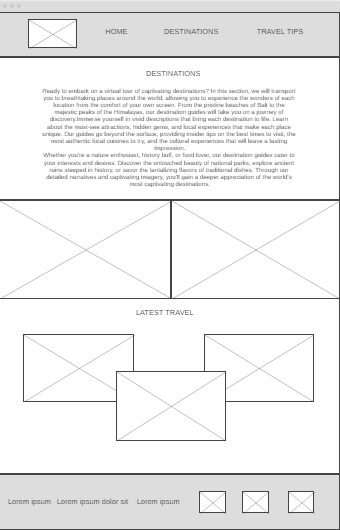 HOME DESTINATIONS TRAVEL TIPS
DESTINATIONS
Ready to embark on a virtual tour of captivating destinations? In this section, we will transport
you to breathtaking places around the world, allowing you to experience the wonders of each
location from the comfort of your own screen. From the pristine beaches of Bali to the
majestic peaks of the Himalayas, our destination guides will take you on a journey of
discovery.Immerse yourself in vivid descriptions that bring each destination to life. Learn
about the most-see attractions, hidden gems, and local experiences that make each place
unique. Our guides go beyond the surface, providing insider tips on the best times to visit, the
most authentic local cuisines to try, and the cultural experiences that will leave a lasting
impression.
Whether you're a nature enthusiast, history buff, or food lover, our destination guides cater to
your interests and desires. Discover the untouched beauty of national parks, explore ancient
ruins steeped in history, or savor the tantalizing flavors of traditional dishes. Through our
detailed narratives and captivating imagery, you'll gain a deeper appreciation of the world's
most captivating destinations.
LATEST TRAVEL
Lorem ipsum Lorem ipsum dolor sit Lorem ipsum